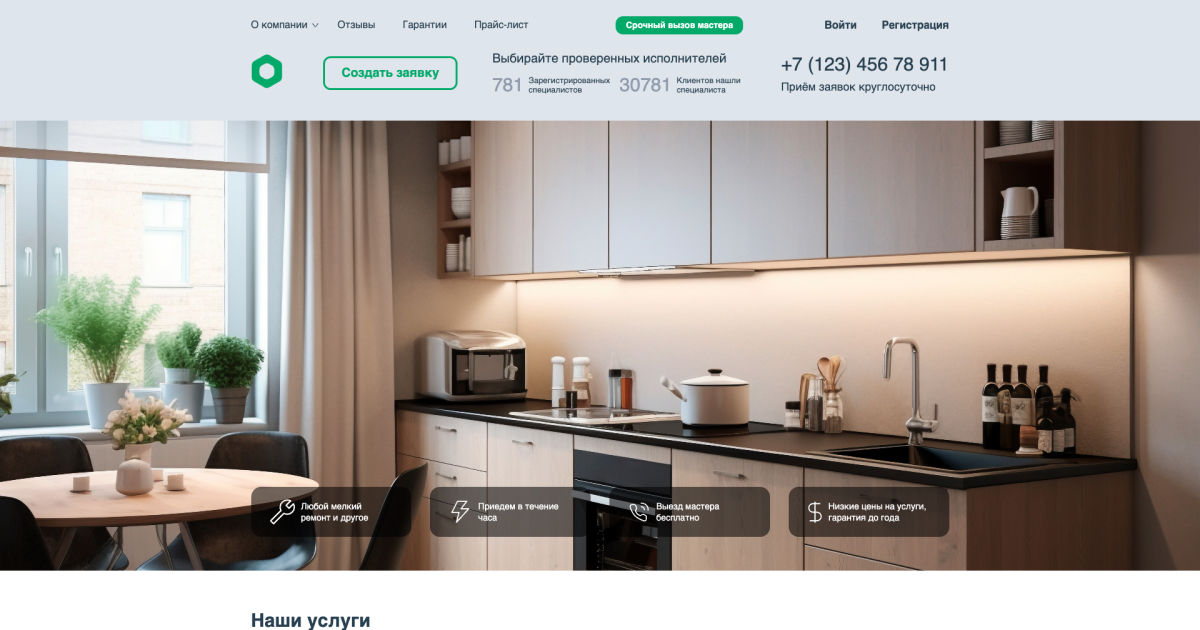 О компании
Отзывы
Гарантии
Прайс-лист
Срочный вызов мастера
Войти
Регистрация
Создать заявку
Выбирайте проверенных исполнителей
781
Зарегистрированных
специалистов
30781
Клиентов нашли
специалиста
+7 (123) 456 78 911
Приём заявок круглосуточно
Любой мелкий
ремонт и другое
Приедем в течение
часа
Выезд мастера
бесплатно
Низкие цены на услуги,
гарантия до года
Наши услуги